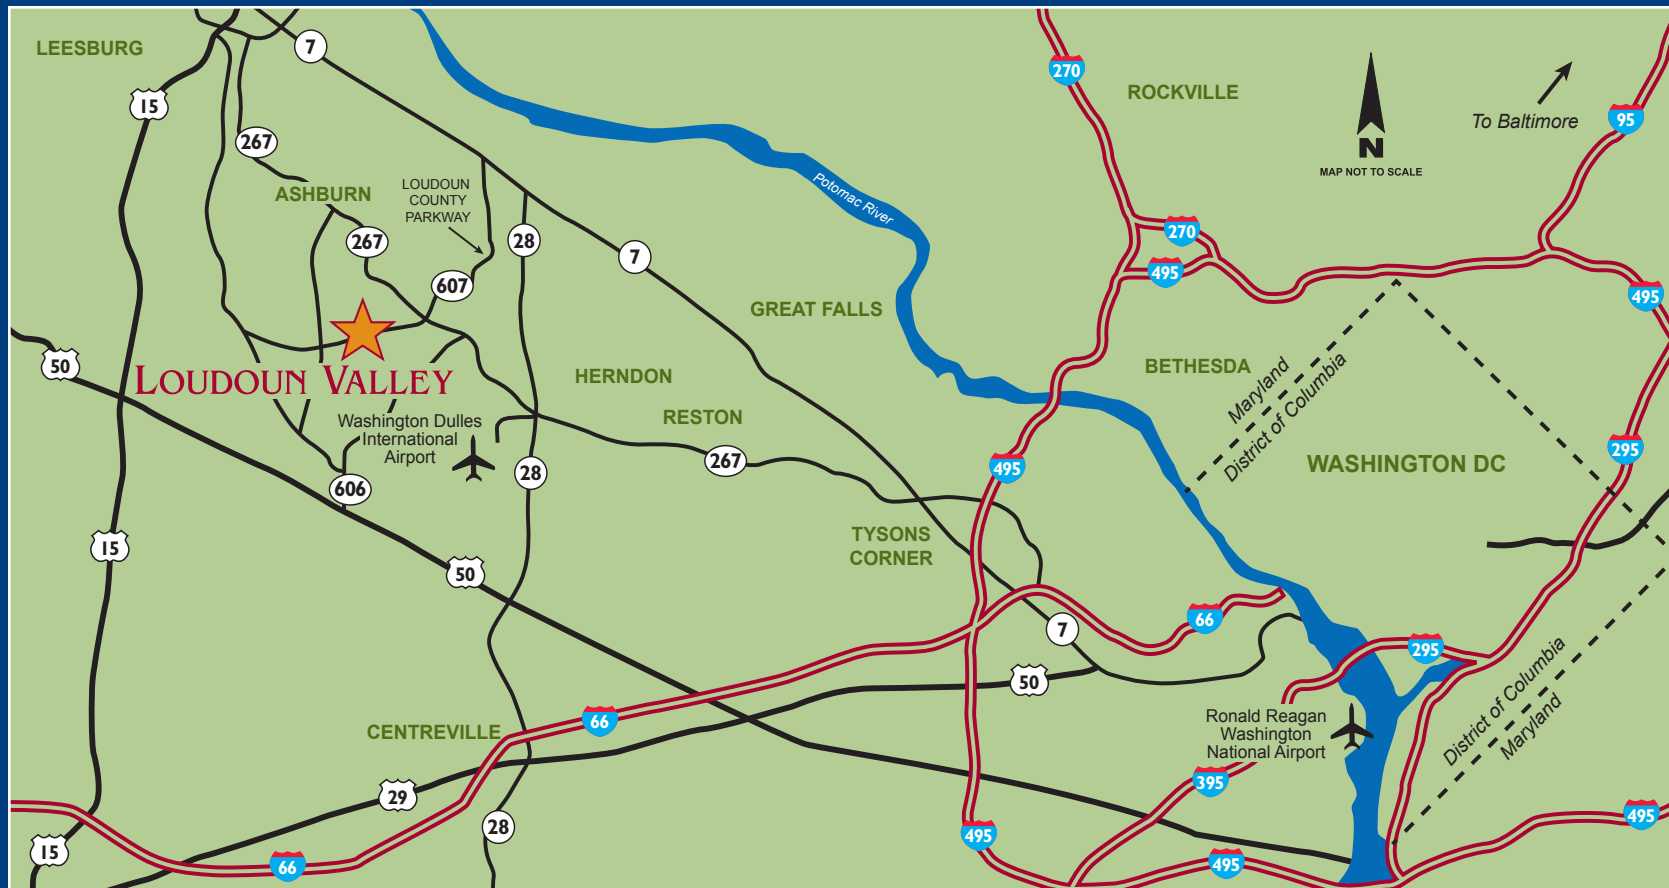 LEESBURG
7
270
ROCKVILLE
To Baltimore
95
N
MAP NOT TO SCALE
15
267
ASHBURN
LOUDOUN
COUNTY
PARKWAY
Potomac River
267
28
7
270
495
607
GREAT FALLS
495
50
LOUDOUN VALLEY
HERNDON
BETHESDA
Maryland
District of Columbia
RESTON
Washington Dulles
International
Airport
267
495
WASHINGTON DC
295
28
606
15
50
TYSONS
CORNER
66
7
295
50
CENTREVILLE
66
Ronald Reagan
Washington
National Airport
District of Columbia
Maryland
29
395
28
495
495
15
66
495